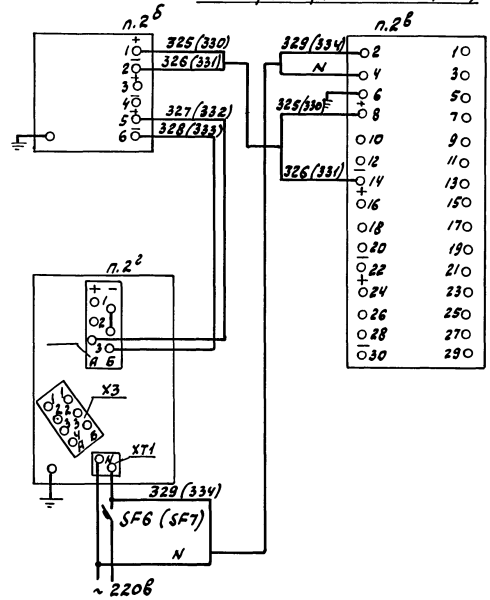 п.2б
п.2в
1 + 325 (330)
2 − 326 (331)
3 +
4 −
5 + 327 (332)
6 − 328 (333)
329 (334)
N
325(330)
326(331)
2 1
4 3
6 5
+ 8 7
10 9
12 11
− 14 13
+ 16 15
18 17
20 19
− 22 21
+ 24 23
26 25
28 27
− 30 29
п.2г
+ −
1
2
3
А Б
Х3
1 1
2 2
3 3
4
А Б
N
ХТ1
329 (334)
SF6 (SF7)
N
~ 220в